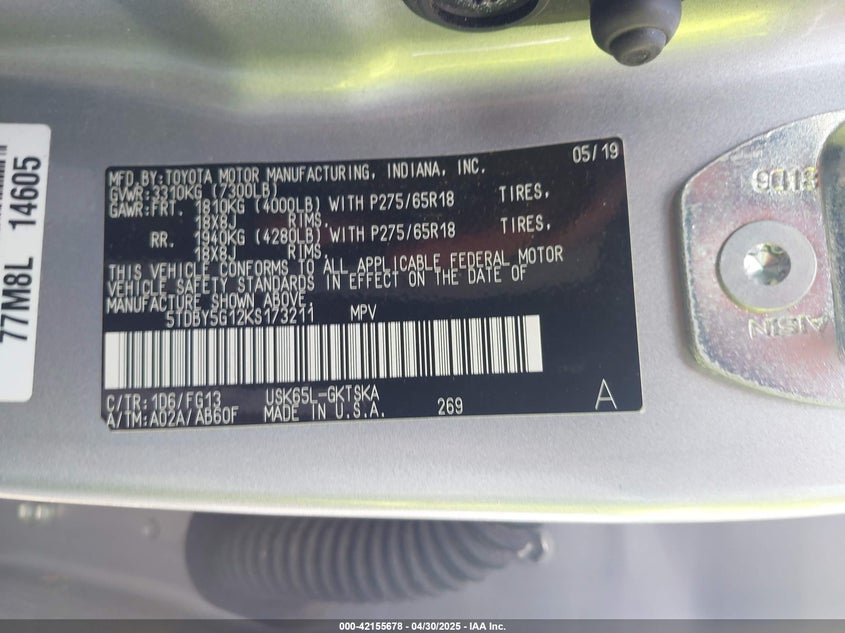 MFD.BY:TOYOTA MOTOR MANUFACTURING, INDIANA, INC. 05/19
GVWR:3310KG (7300LB)
GAWR:FRT. 1810KG (4000LB) WITH P275/65R18 TIRES,
18X8J RIMS.
RR. 1940KG (4280LB) WITH P275/65R18 TIRES,
18X8J RIMS.
THIS VEHICLE CONFORMS TO ALL APPLICABLE FEDERAL MOTOR
VEHICLE SAFETY STANDARDS IN EFFECT ON THE DATE OF
MANUFACTURE SHOWN ABOVE.
5TDBY5G12KS173211 MPV
C/TR:1D6/FG13 USK65L-GKTSKA
A/TM:A02A/AB60F MADE IN U.S.A. 269 A
77M8L 14605
AISIN
000-42155678 - 04/30/2025 - IAA Inc.